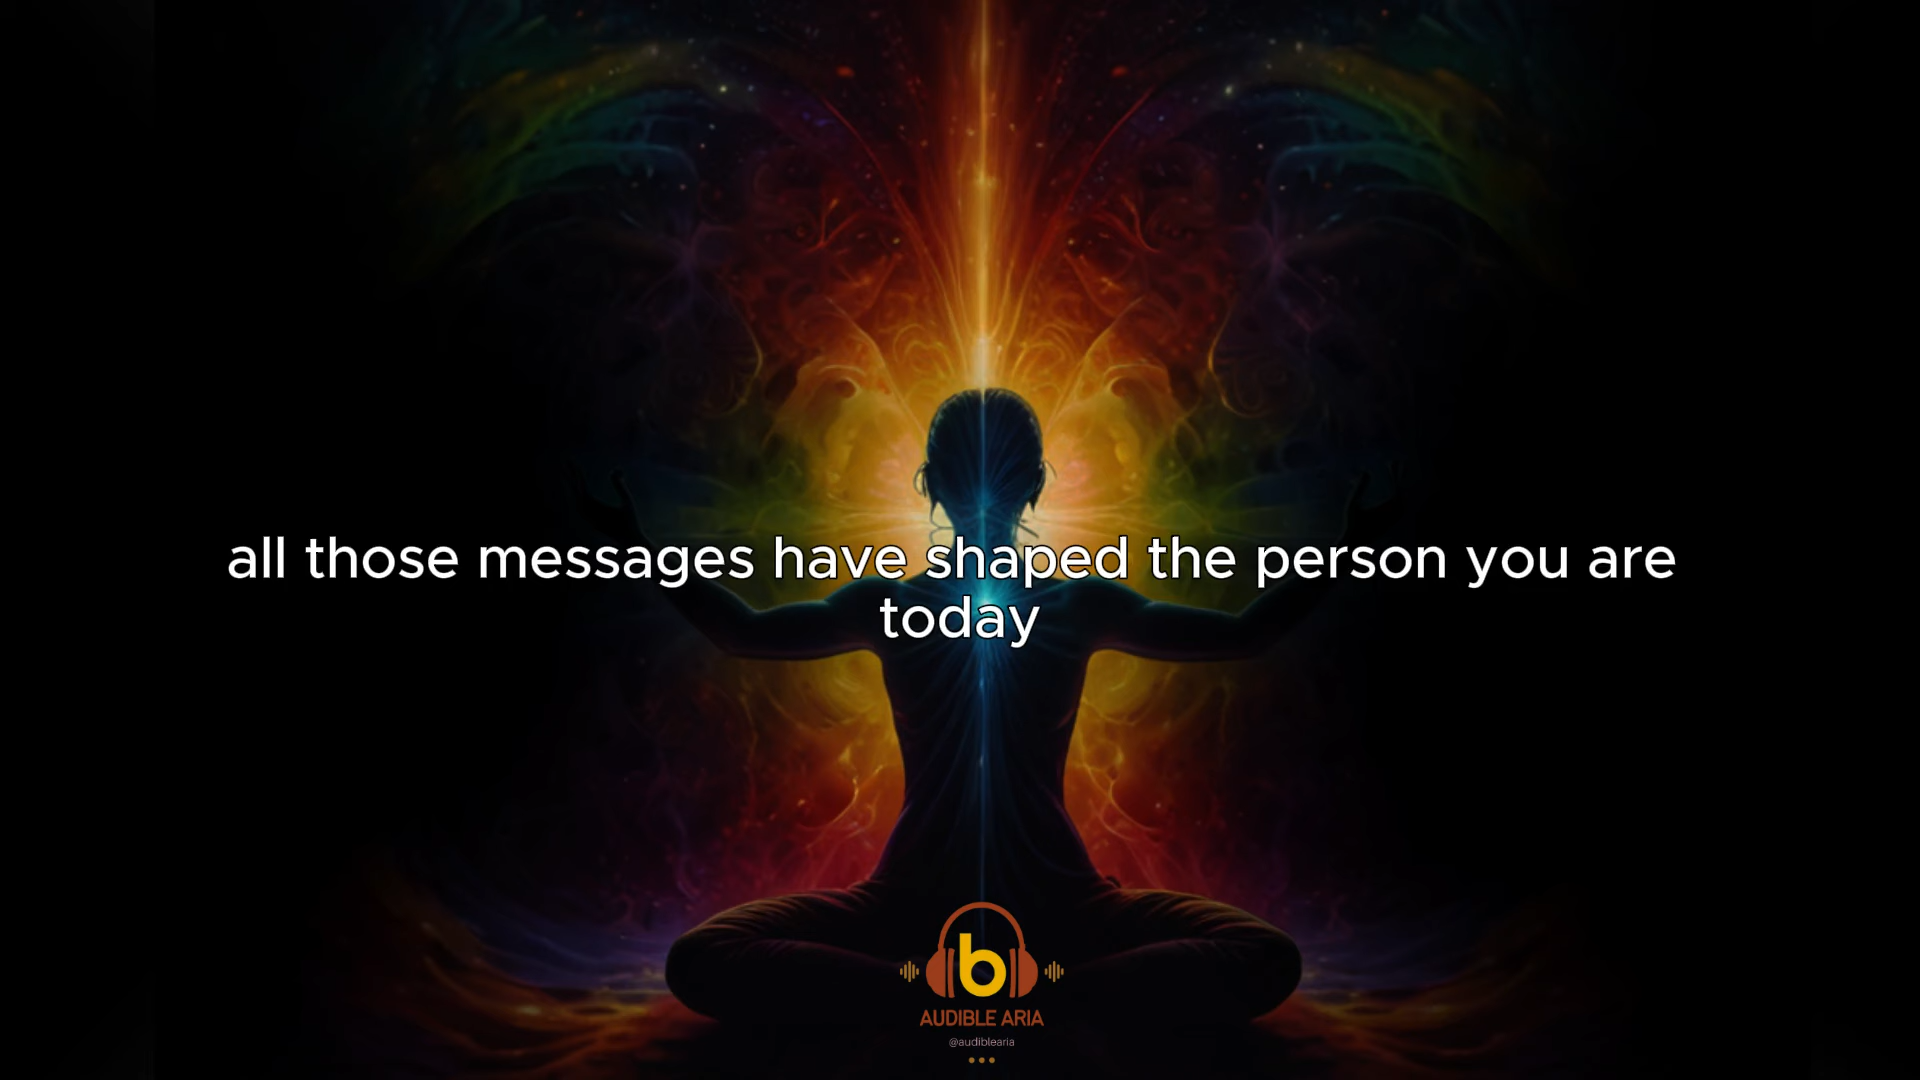 all those messages have shaped the person you are
today
b
AUDIBLE ARIA
@audiblearia